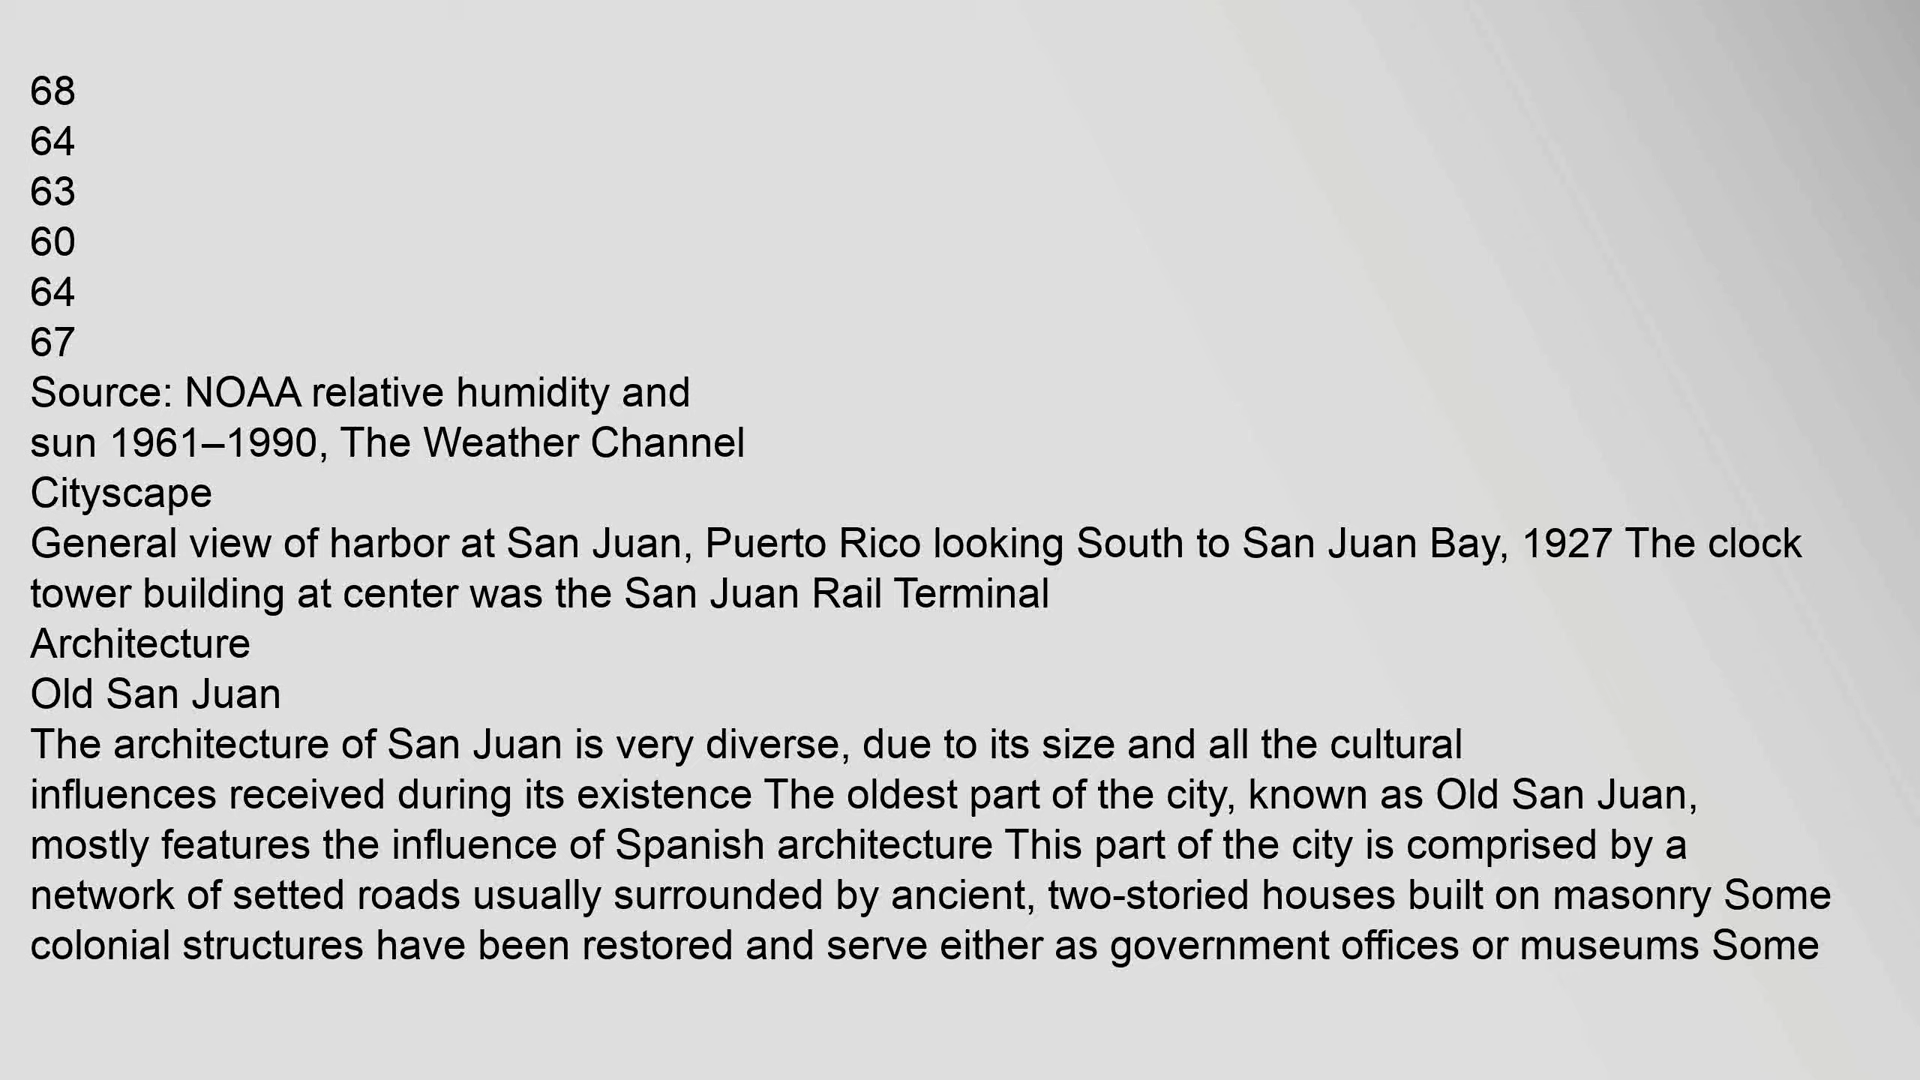 68
64
63
60
64
67
Source: NOAA relative humidity and
sun 1961–1990, The Weather Channel
Cityscape
General view of harbor at San Juan, Puerto Rico looking South to San Juan Bay, 1927 The clock
tower building at center was the San Juan Rail Terminal
Architecture
Old San Juan
The architecture of San Juan is very diverse, due to its size and all the cultural
influences received during its existence The oldest part of the city, known as Old San Juan,
mostly features the influence of Spanish architecture This part of the city is comprised by a
network of setted roads usually surrounded by ancient, two-storied houses built on masonry Some
colonial structures have been restored and serve either as government offices or museums Some